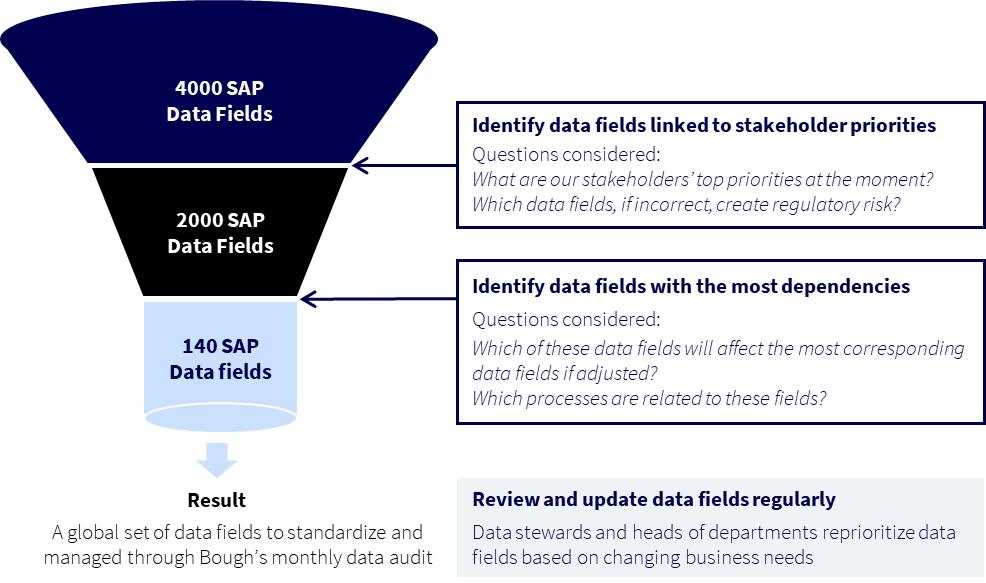 4000 SAP
Data Fields
Identify data fields linked to stakeholder priorities
Questions considered:
What are our stakeholders’ top priorities at the moment?
Which data fields, if incorrect, create regulatory risk?
2000 SAP
Data Fields
Identify data fields with the most dependencies
Questions considered:
Which of these data fields will affect the most corresponding
data fields if adjusted?
Which processes are related to these fields?
140 SAP
Data fields
Result
A global set of data fields to standardize and
managed through Bough’s monthly data audit
Review and update data fields regularly
Data stewards and heads of departments reprioritize data
fields based on changing business needs